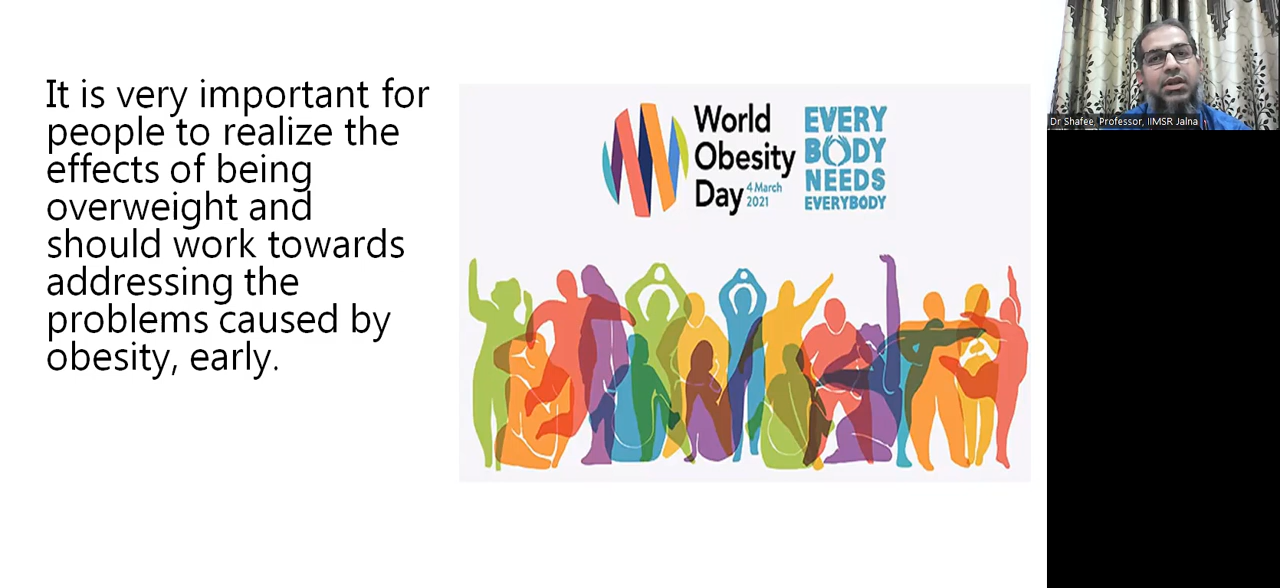 It is very important for
people to realize the
effects of being
overweight and
should work towards
addressing the
problems caused by
obesity, early.
World
Obesity
Day
4 March
2021
EVERY
BODY
NEEDS
EVERYBODY
Dr Shafee, Professor, IIMSR Jalna